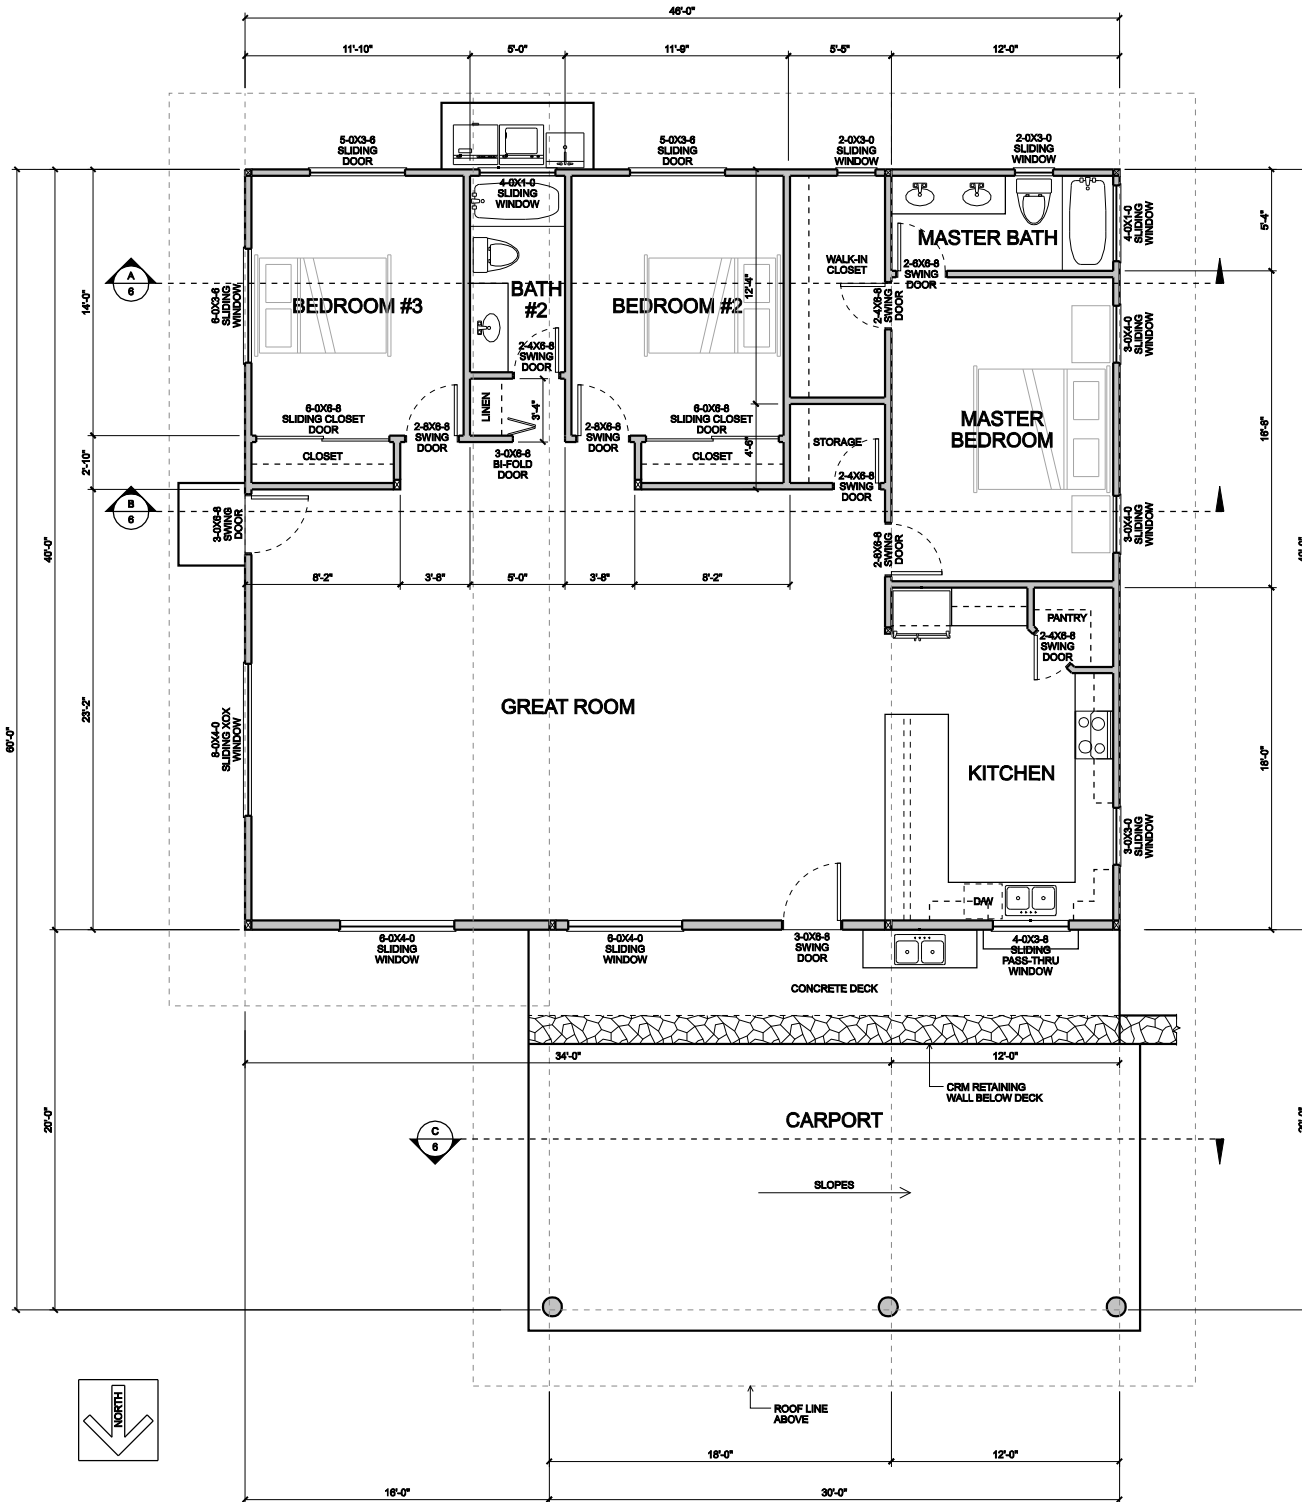 46'-0"
11'-10"
5'-0"
11'-9"
5'-5"
12'-0"
5-0X3-6
SLIDING
DOOR
5-0X3-6
SLIDING
DOOR
2-0X3-0
SLIDING
WINDOW
2-0X3-0
SLIDING
WINDOW
4-0X1-0
SLIDING
WINDOW
4-0X1-0
SLIDING
WINDOW
5'-4"
MASTER BATH
WALK-IN
CLOSET
2-6X6-8
SWING
DOOR
A
6
6-0X3-6
SLIDING
WINDOW
14'-0"
BEDROOM #3
BATH
#2
BEDROOM #2
12'-4"
2-4X6-8
SWING
DOOR
3-0X4-0
SLIDING
WINDOW
2-4X6-8
SWING
DOOR
LINEN
3'-4"
6-0X6-8
SLIDING CLOSET
DOOR
2-8X6-8
SWING
DOOR
2-8X6-8
SWING
DOOR
6-0X6-8
SLIDING CLOSET
DOOR
MASTER
BEDROOM
16'-8"
2'-10"
CLOSET
3-0X6-8
BI-FOLD
DOOR
CLOSET
4'-6"
STORAGE
2-4X6-8
SWING
DOOR
B
6
3-0X6-8
SWING
DOOR
3-0X4-0
SLIDING
WINDOW
2-8X6-8
SWING
DOOR
40'-0"
8'-2"
3'-8"
5'-0"
3'-8"
8'-2"
PANTRY
2-4X6-8
SWING
DOOR
60'-0"
23'-2"
8-0X4-0
SLIDING XOX
WINDOW
GREAT ROOM
KITCHEN
18'-0"
3-0X3-0
SLIDING
WINDOW
D/W
6-0X4-0
SLIDING
WINDOW
6-0X4-0
SLIDING
WINDOW
3-0X6-8
SWING
DOOR
4-0X3-8
SLIDING
PASS-THRU
WINDOW
CONCRETE DECK
34'-0"
12'-0"
CRM RETAINING
WALL BELOW DECK
20'-0"
CARPORT
C
6
SLOPES
NORTH
ROOF LINE
ABOVE
18'-0"
12'-0"
16'-0"
30'-0"